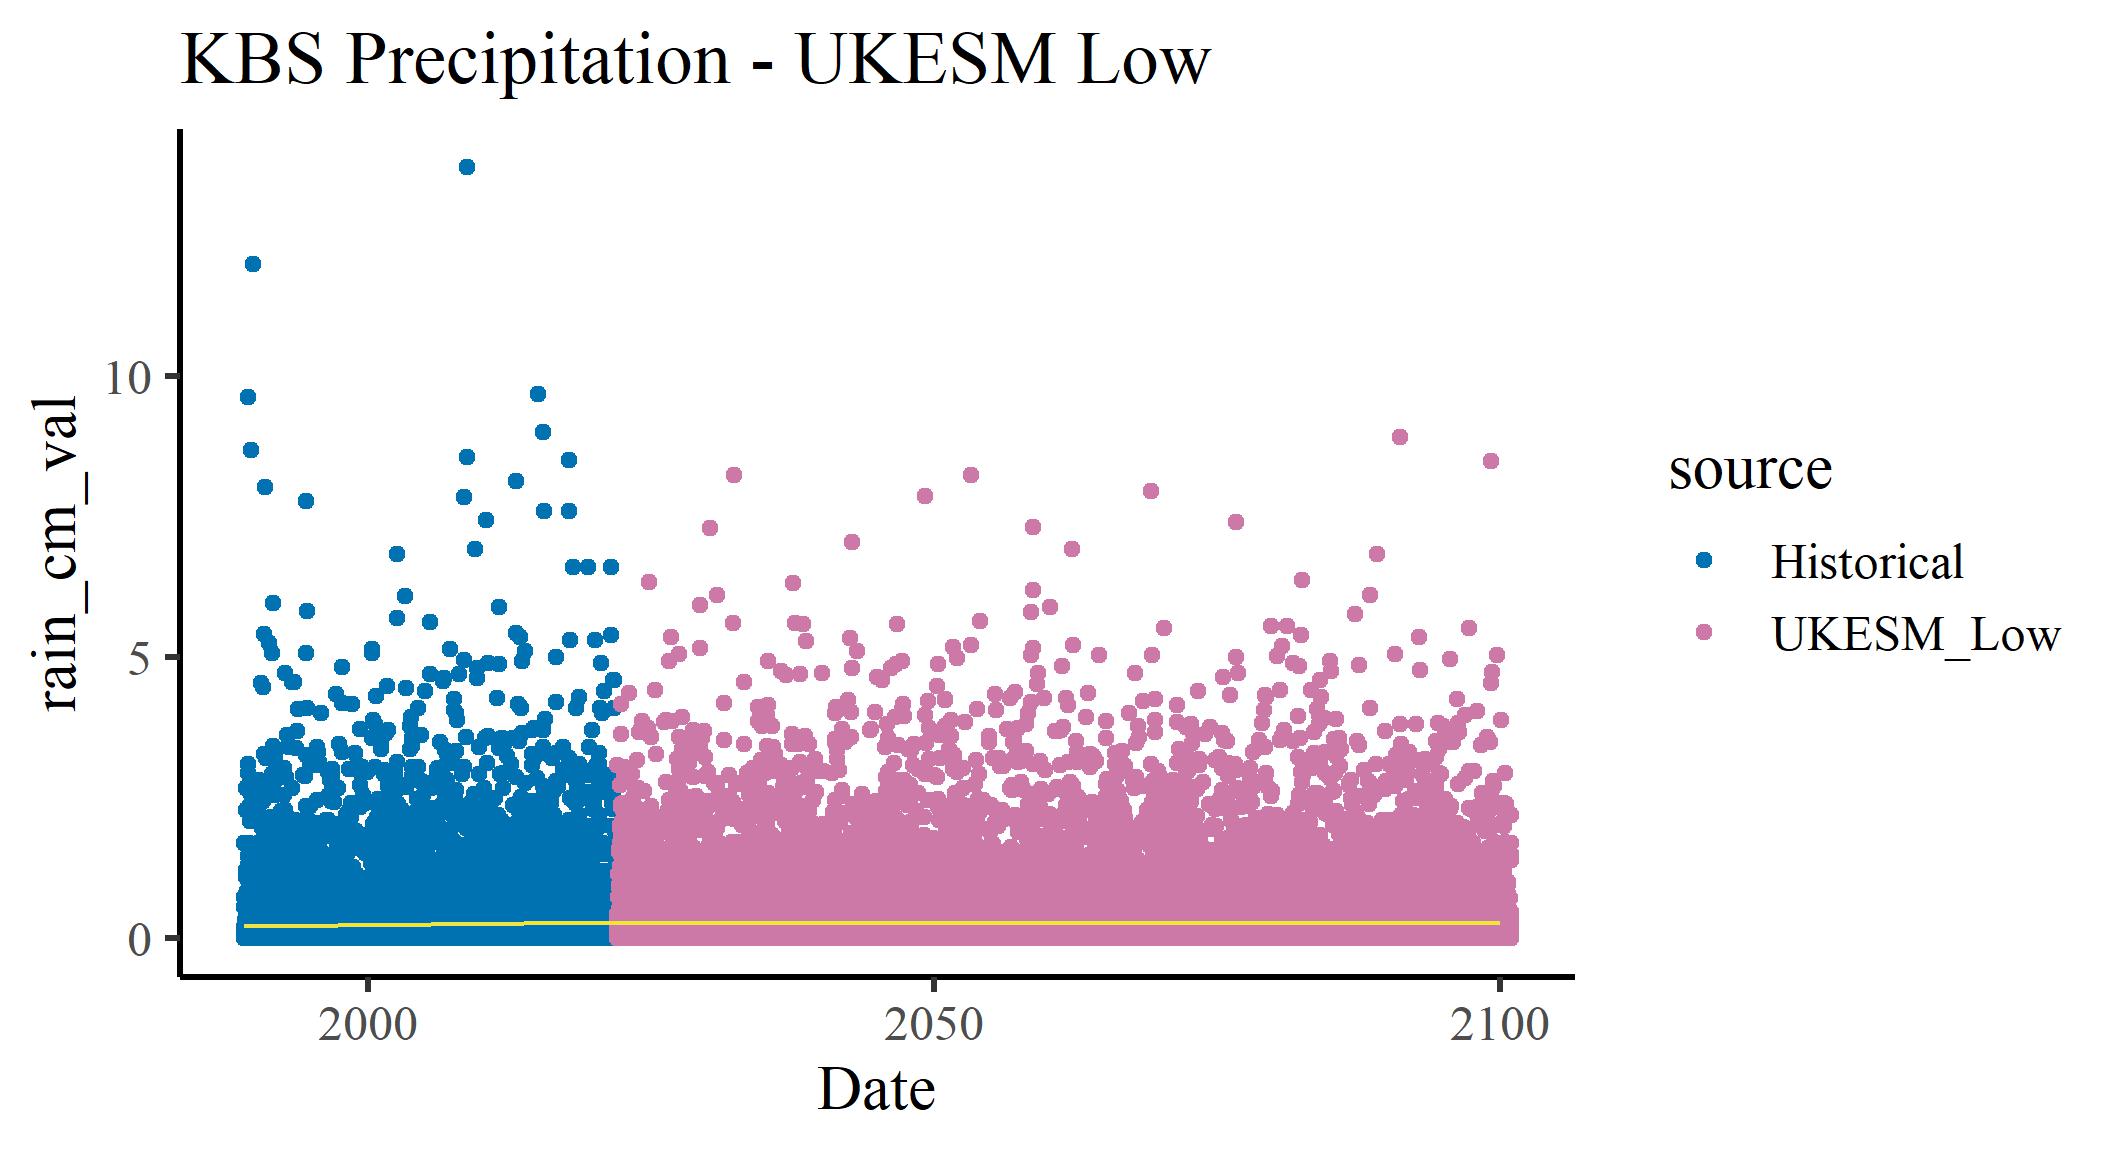 KBS Precipitation - UKESM Low
rain_cm_val
10
5
0
2000
2050
2100
Date
source
Historical
UKESM_Low